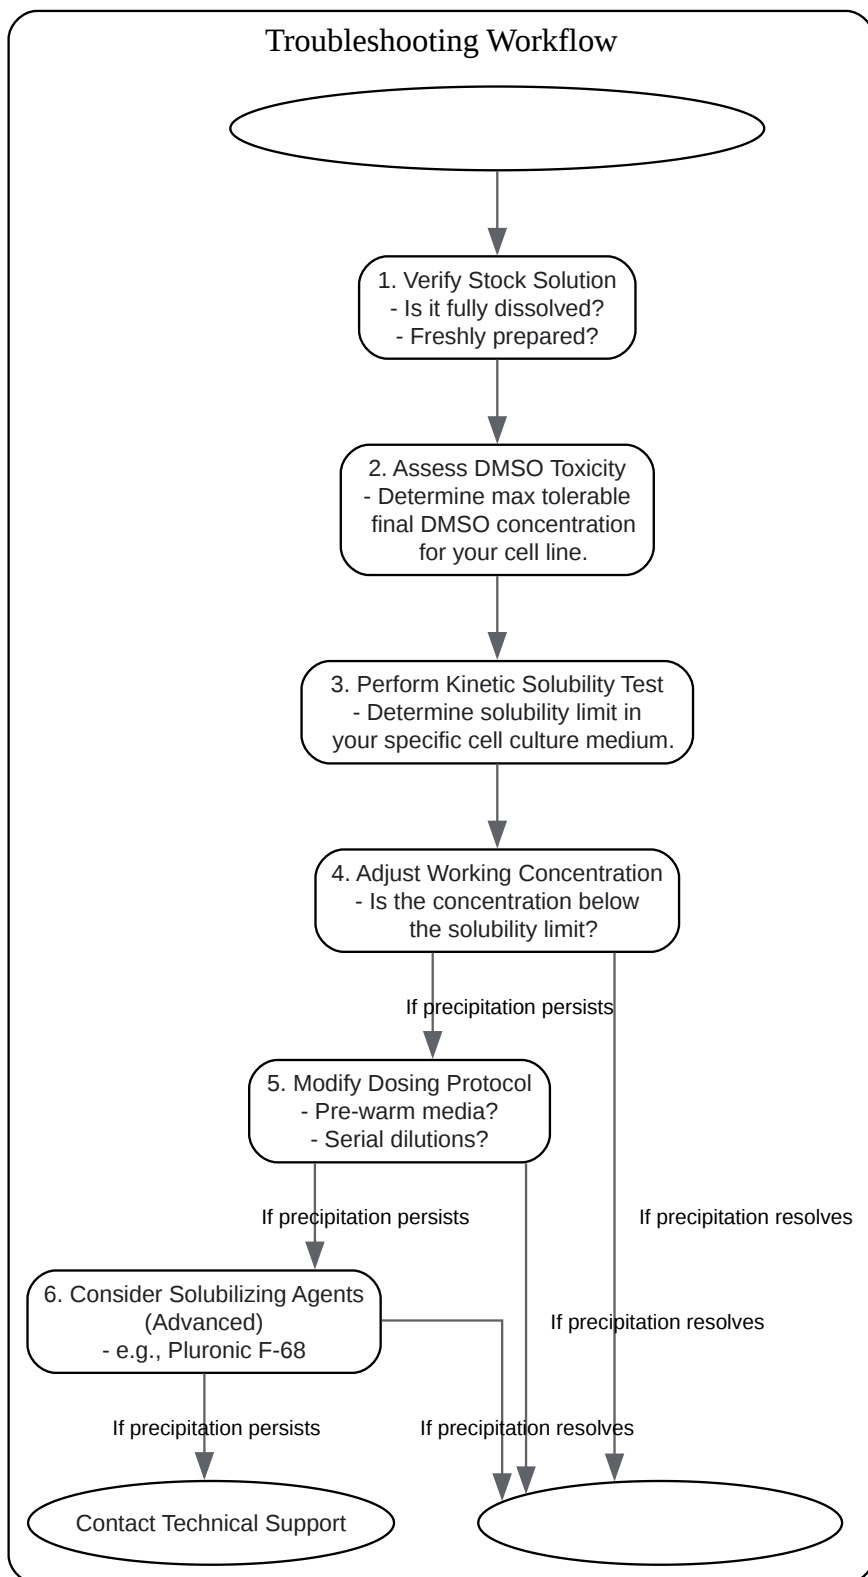 Troubleshooting Workflow
1. Verify Stock Solution
- Is it fully dissolved?
- Freshly prepared?
2. Assess DMSO Toxicity
- Determine max tolerable
final DMSO concentration
for your cell line.
3. Perform Kinetic Solubility Test
- Determine solubility limit in
your specific cell culture medium.
4. Adjust Working Concentration
- Is the concentration below
the solubility limit?
If precipitation persists
5. Modify Dosing Protocol
- Pre-warm media?
- Serial dilutions?
If precipitation persists
If precipitation resolves
6. Consider Solubilizing Agents
(Advanced)
- e.g., Pluronic F-68
If precipitation resolves
If precipitation persists
If precipitation resolves
Contact Technical Support